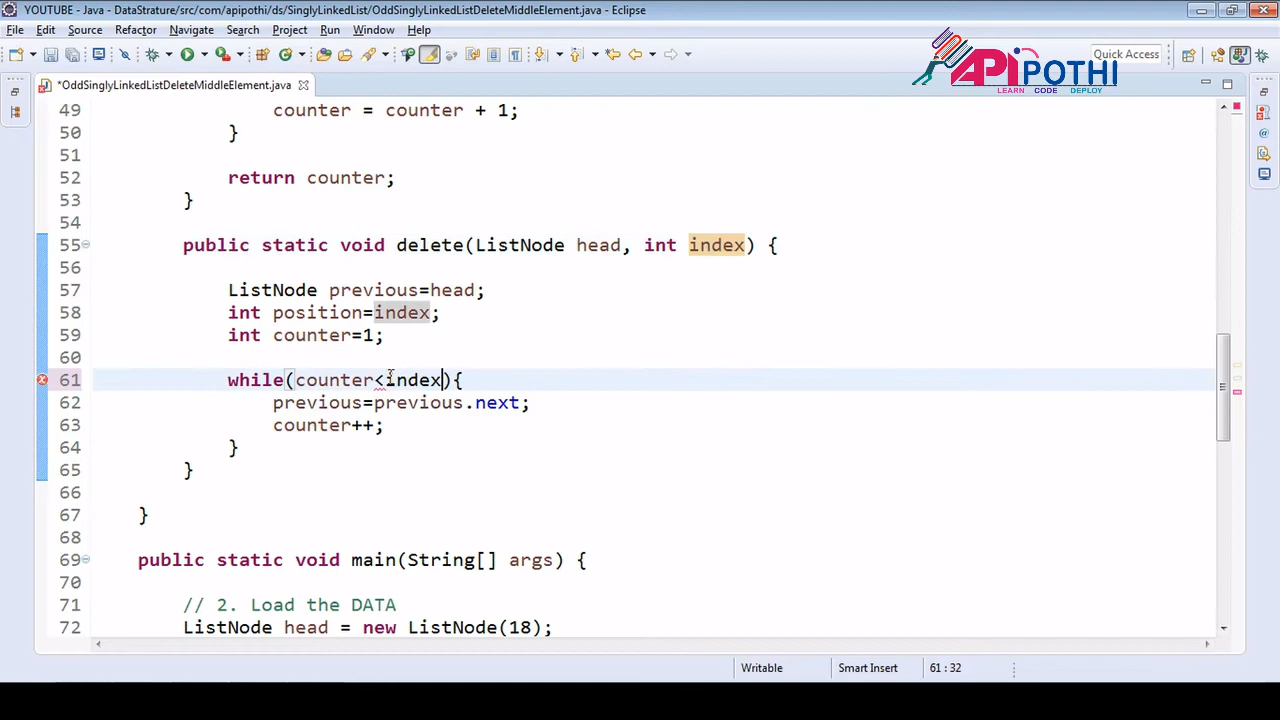 YOUTUBE - Java - DataStrature/src/com/apipothi/ds/SinglyLinkedList/OddSinglyLinkedListDeleteMiddleElement.java - Eclipse
File Edit Source Refactor Navigate Search Project Run Window Help
Quick Access
APIPOTHI
LEARN CODE DEPLOY
*OddSinglyLinkedListDeleteMiddleElement.java
49 counter = counter + 1;
50 }
51
52 return counter;
53 }
54
55 public static void delete(ListNode head, int index) {
56
57 ListNode previous=head;
58 int position=index;
59 int counter=1;
60
61 while(counter<index){
62 previous=previous.next;
63 counter++;
64 }
65 }
66
67 }
68
69 public static void main(String[] args) {
70
71 // 2. Load the DATA
72 ListNode head = new ListNode(18);
Writable Smart Insert 61 : 32